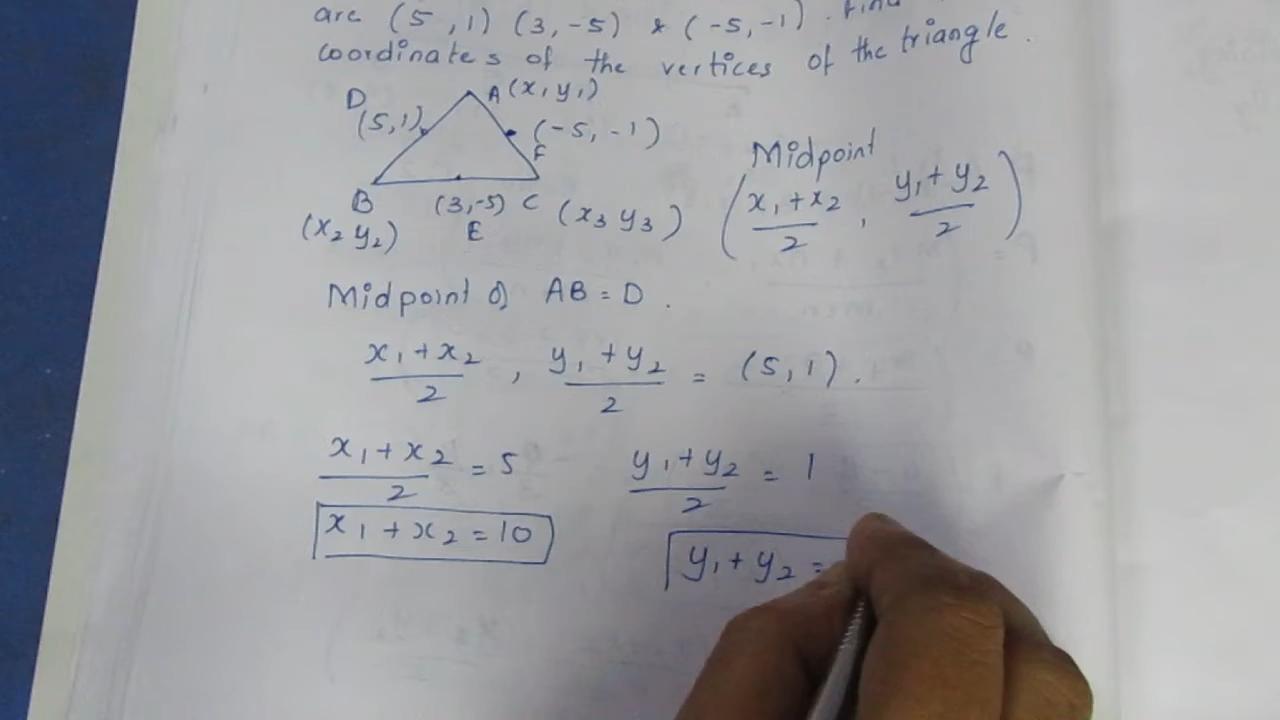 are (5, 1) (3, -5) & (-5, -1). Find
coordinates of the vertices of the triangle.
D A (x₁ y₁)
(5, 1) (-5, -1)
F
Midpoint
B (3, -5) C (x₃ y₃)
(x₂ y₂) E
(x₁ + x₂ / 2, y₁ + y₂ / 2)
Midpoint of AB = D.
x₁ + x₂ / 2, y₁ + y₂ / 2 = (5, 1).
x₁ + x₂ / 2 = 5 y₁ + y₂ / 2 = 1
x₁ + x₂ = 10 y₁ + y₂ =